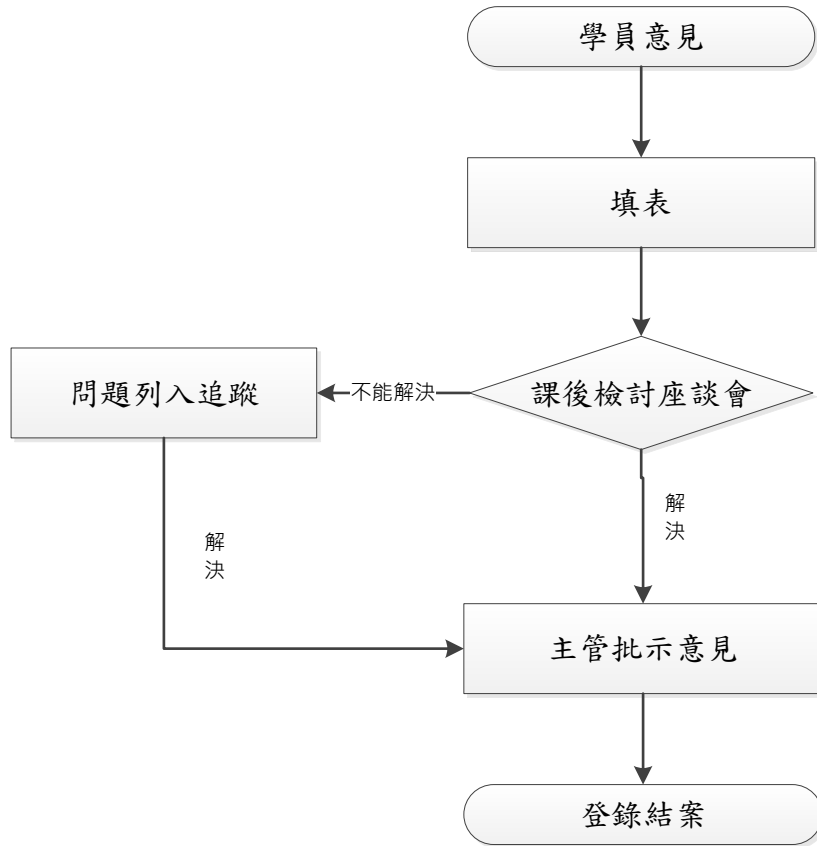 學員意見
填表
課後檢討座談會
不能解決
問題列入追蹤
解
決
解
決
主管批示意見
登錄結案